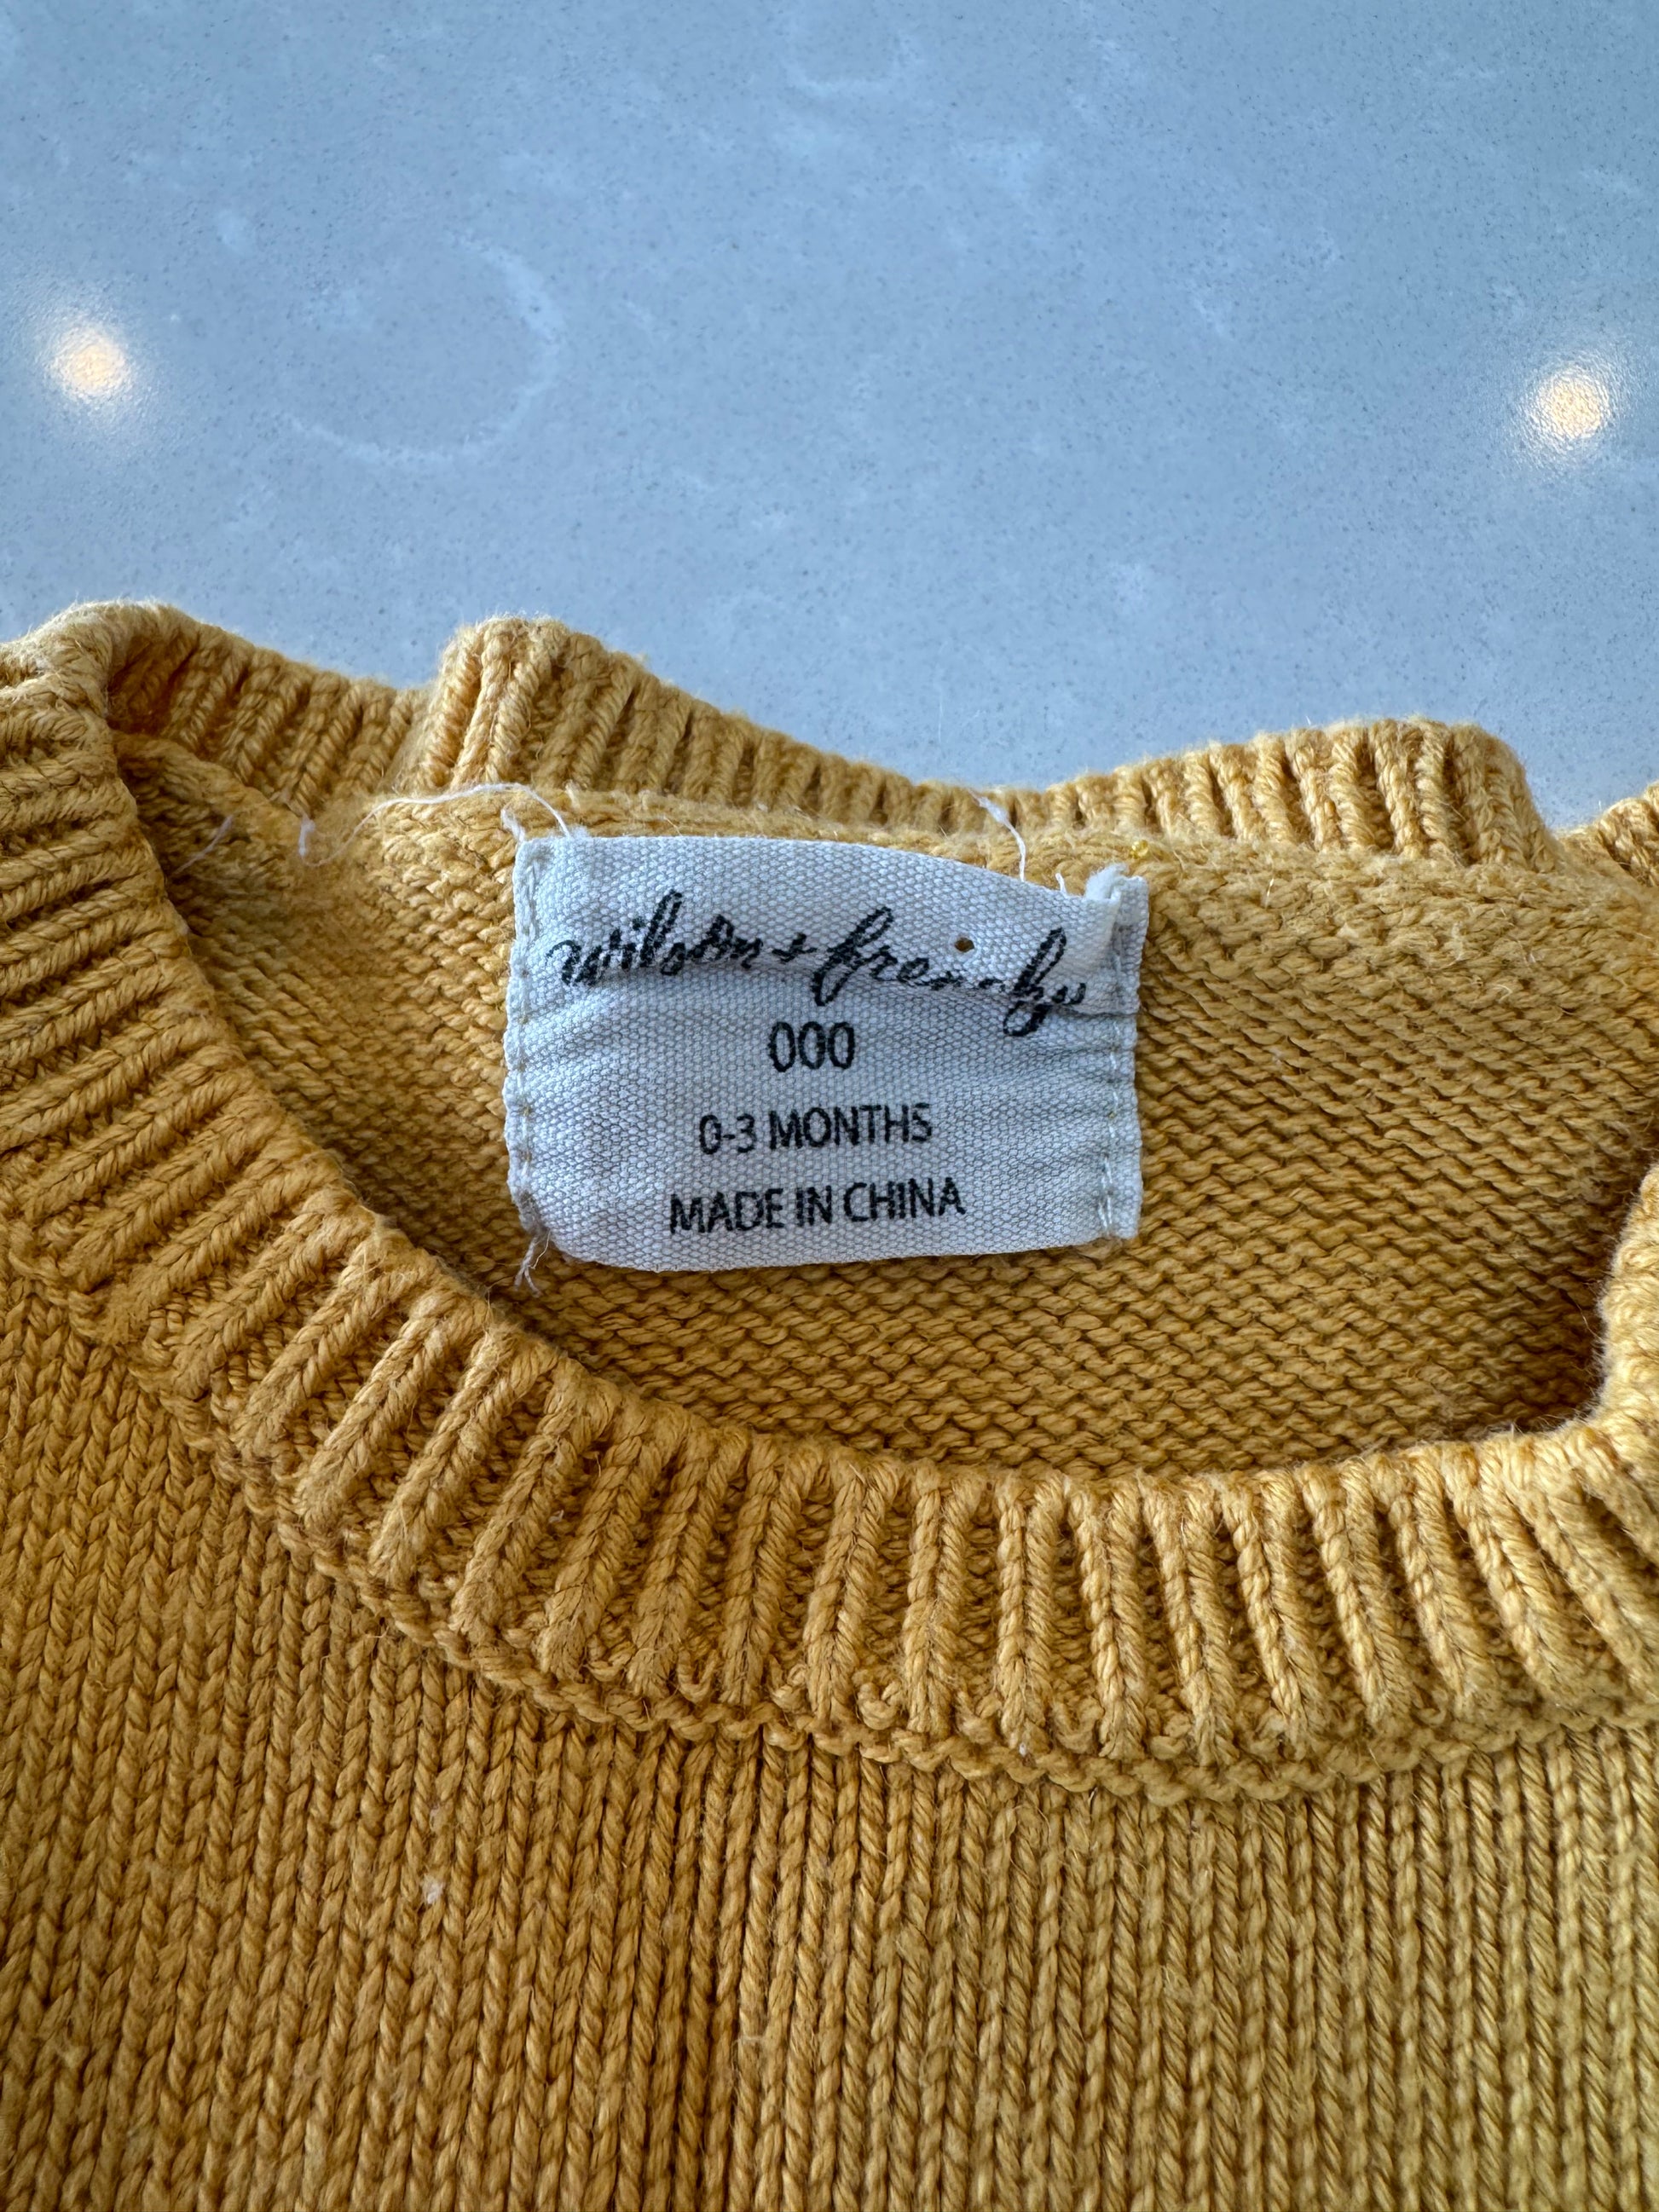 wilson + frenchy
000
0-3 MONTHS
MADE IN CHINA